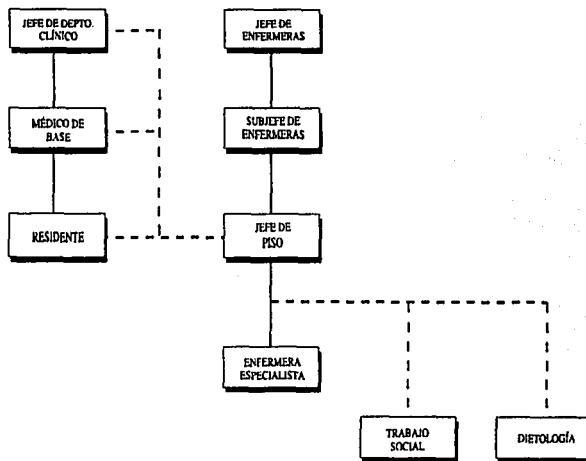 JEFE DE DEPTO.
CLÍNICO
JEFE DE
ENFERMERAS
MÉDICO DE
BASE
SUBJEFE DE
ENFERMERAS
RESIDENTE
JEFE DE
PISO
ENFERMERA
ESPECIALISTA
TRABAJO
SOCIAL
DIETOLOGÍA